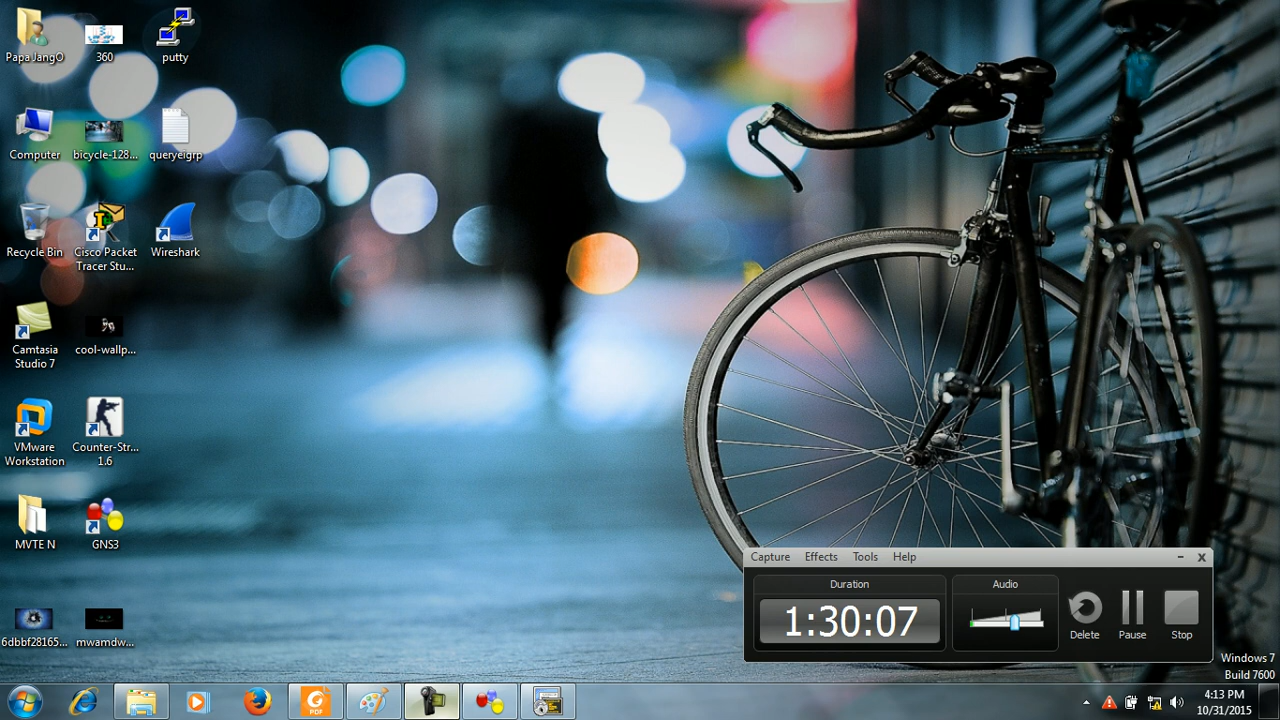 Papa JangO
360
putty
Computer
bicycle-128...
queryeigrp
Recycle Bin
Cisco Packet
Tracer Stu...
Wireshark
Camtasia
Studio 7
cool-wallp...
VMware
Workstation
Counter-Str...
1.6
MVTE N
GNS3
6dbbf28165...
mwamdw...
Capture Effects Tools Help
Duration
Audio
1:30:07
Delete
Pause
Stop
Windows 7
Build 7600
PDF
4:13 PM
10/31/2015